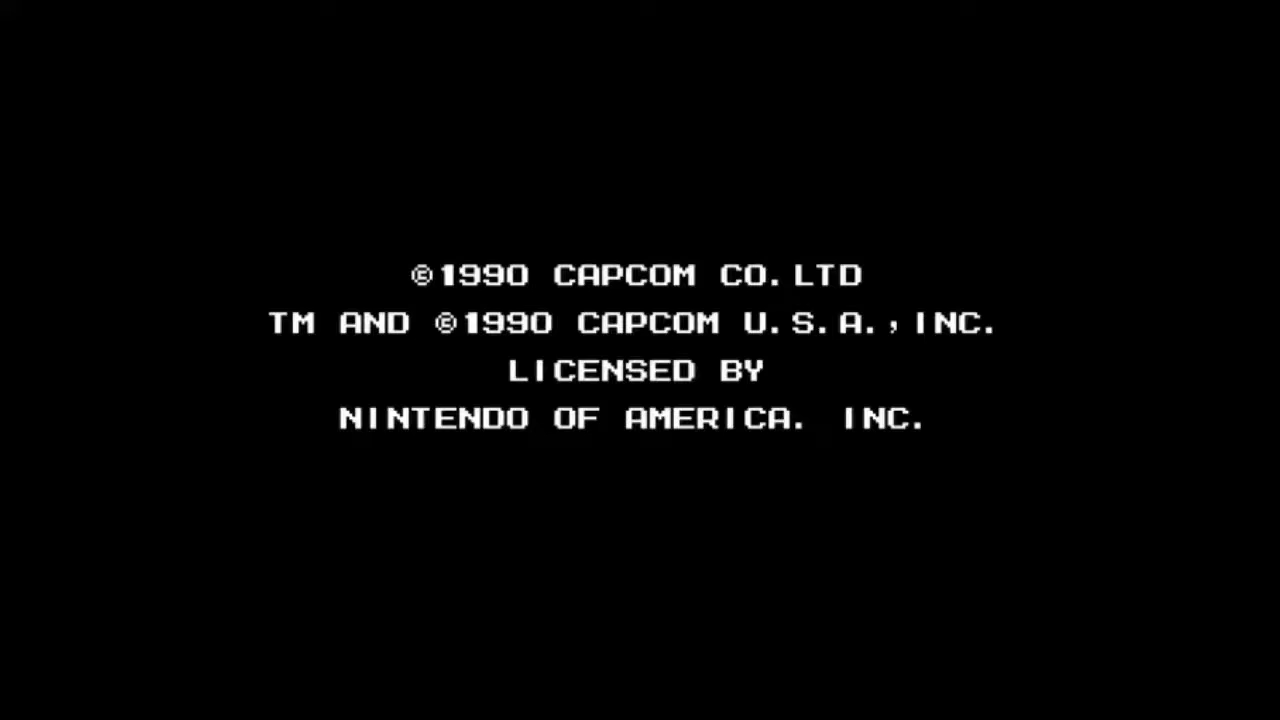 ©1990 CAPCOM CO.LTD
TM AND ©1990 CAPCOM U.S.A.,INC.
LICENSED BY
NINTENDO OF AMERICA. INC.